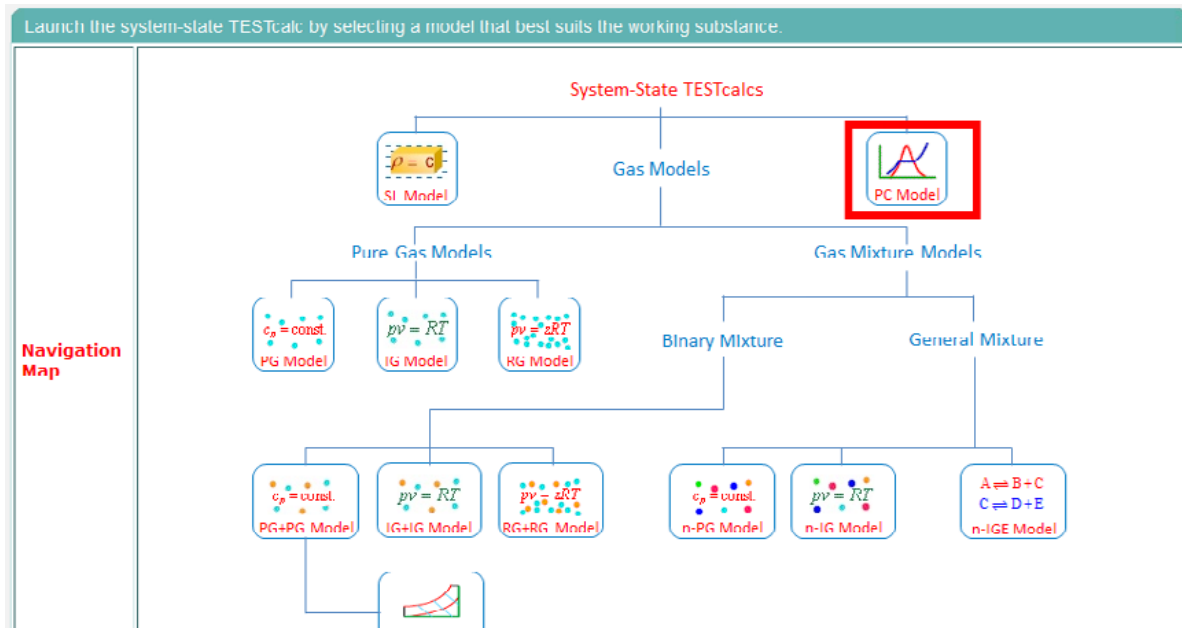 Launch the system-state TESTcalc by selecting a model that best suits the working substance.
System-State TESTcalcs
ρ = c
SL Model
Gas Models
PC Model
Pure Gas Models
Gas Mixture Models
cp = const.
PG Model
pv = RT
IG Model
pv = zRT
RG Model
Binary Mixture
General Mixture
Navigation
Map
cp = const.
PG+PG Model
pv = RT
IG+IG Model
pv = zRT
RG+RG Model
cp = const.
n-PG Model
pv = RT
n-IG Model
A ⇌ B + C
C ⇌ D + E
n-IGE Model